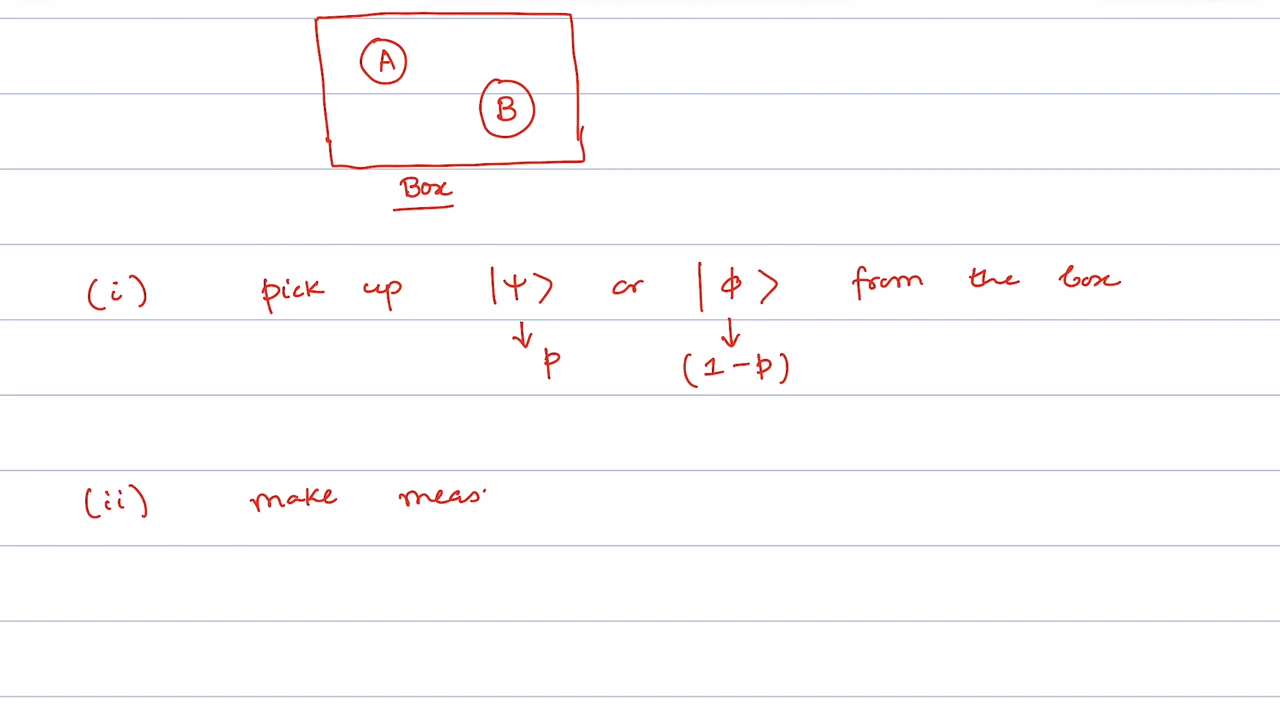 A
B
Box
(i) pick up |ψ> or |ϕ> from the box
↓ p ↓ (1-p)
(ii) make meas